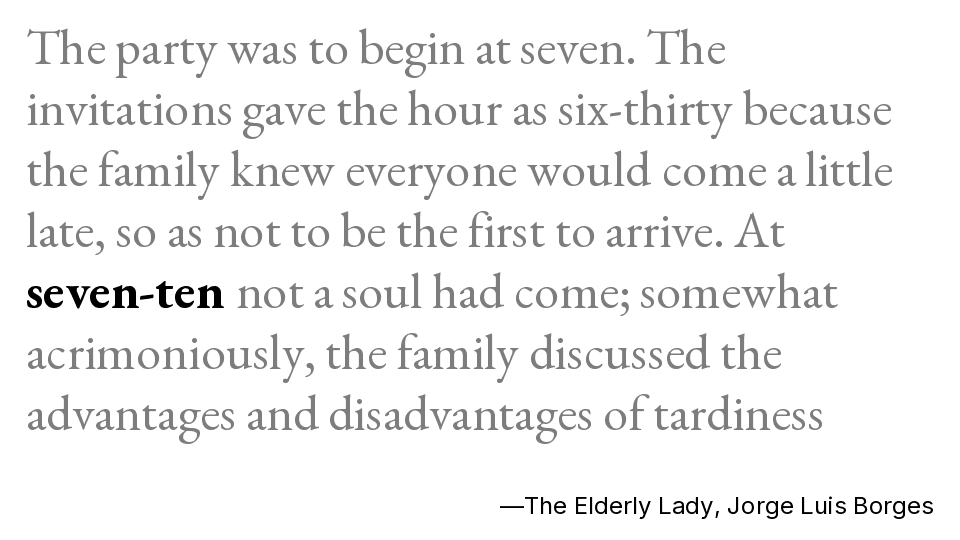 The party was to begin at seven. The
invitations gave the hour as six-thirty because
the family knew everyone would come a little
late, so as not to be the first to arrive. At
seven-ten not a soul had come; somewhat
acrimoniously, the family discussed the
advantages and disadvantages of tardiness
—The Elderly Lady, Jorge Luis Borges